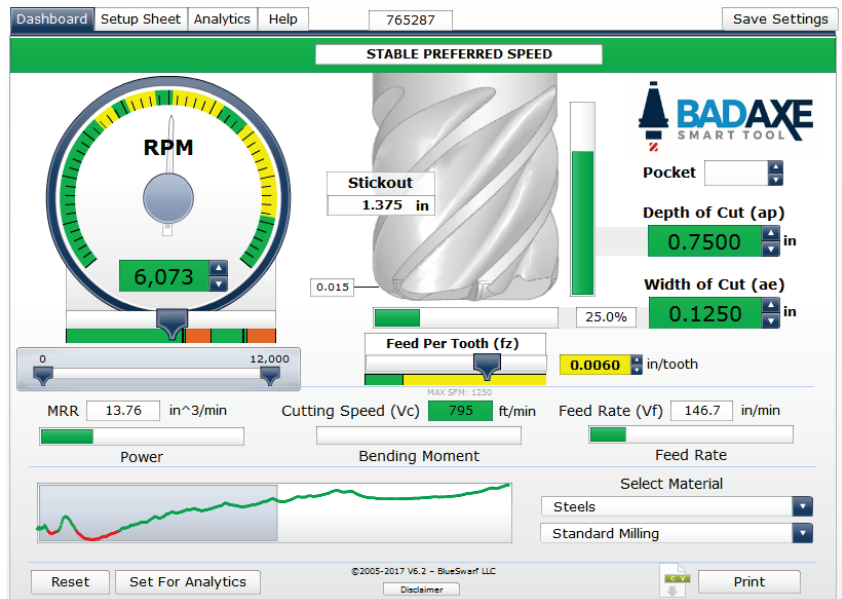 Dashboard Setup Sheet Analytics Help 765287 Save Settings
STABLE PREFERRED SPEED
RPM
6,073
0 12,000
Stickout
1.375 in
0.015
25.0%
BADAXE
SMART TOOL
Pocket
Depth of Cut (ap)
0.7500 in
Width of Cut (ae)
0.1250 in
Feed Per Tooth (fz)
0.0060 in/tooth
MAX SFM: 1250
MRR 13.76 in^3/min Cutting Speed (Vc) 795 ft/min Feed Rate (Vf) 146.7 in/min
Power Bending Moment Feed Rate
Select Material
Steels
Standard Milling
Reset Set For Analytics
©2005-2017 V6.2 – BlueSwarf LLC
Disclaimer
CV
Print